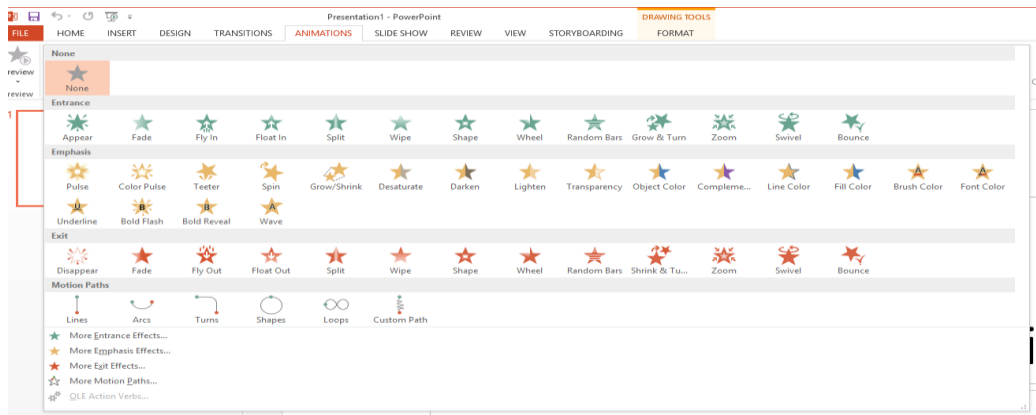 Presentation1 - PowerPoint
DRAWING TOOLS
FILE HOME INSERT DESIGN TRANSITIONS ANIMATIONS SLIDE SHOW REVIEW VIEW STORYBOARDING FORMAT
None
None
Entrance
Appear Fade Fly In Float In Split Wipe Shape Wheel Random Bars Grow & Turn Zoom Swivel Bounce
Emphasis
Pulse Color Pulse Teeter Spin Grow/Shrink Desaturate Darken Lighten Transparency Object Color Compleme... Line Color Fill Color Brush Color Font Color
Underline Bold Flash Bold Reveal Wave
Exit
Disappear Fade Fly Out Float Out Split Wipe Shape Wheel Random Bars Shrink & Tu... Zoom Swivel Bounce
Motion Paths
Lines Arcs Turns Shapes Loops Custom Path
More Entrance Effects...
More Emphasis Effects...
More Exit Effects...
More Motion Paths...
OLE Action Verbs...
review
review
1